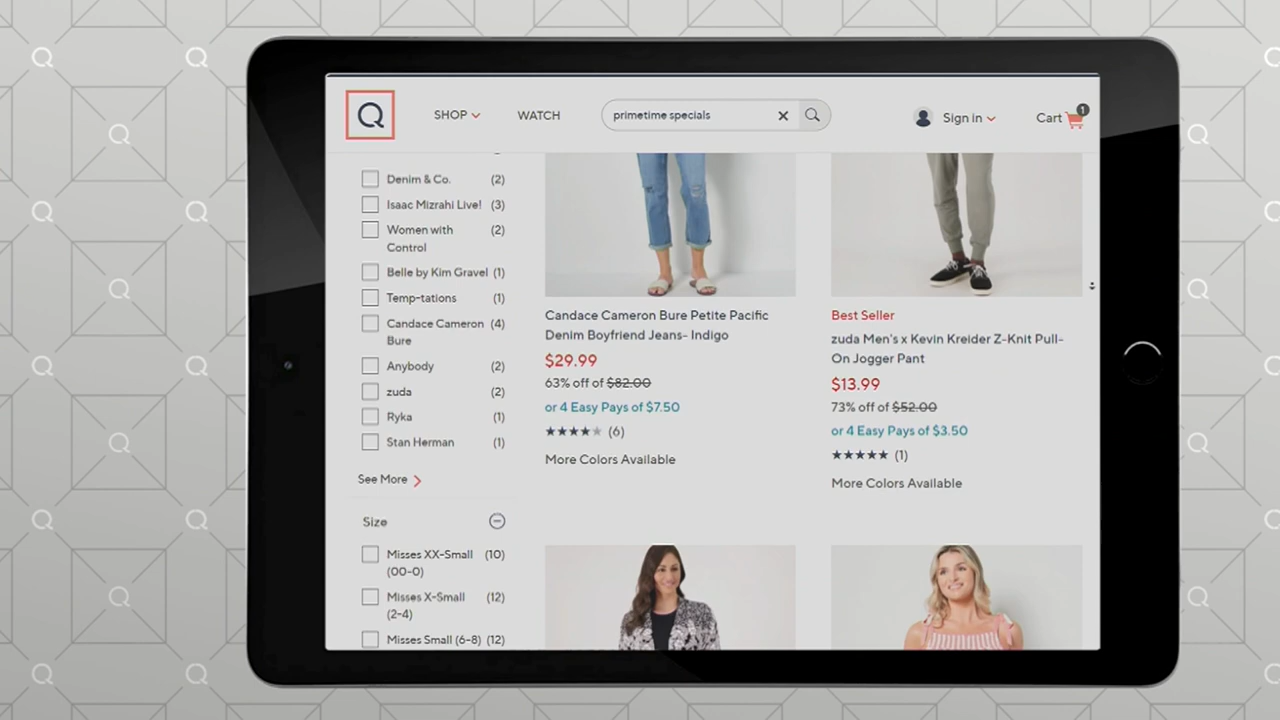 Q
SHOP
WATCH
primetime specials
Sign in
Cart
1
Denim & Co. (2)
Isaac Mizrahi Live! (3)
Women with (2)
Control
Belle by Kim Gravel (1)
Temp-tations (1)
Candace Cameron (4)
Bure
Anybody (2)
zuda (2)
Ryka (1)
Stan Herman (1)
See More
Size
Misses XX-Small (10)
(00-0)
Misses X-Small (12)
(2-4)
Misses Small (6-8) (12)
Candace Cameron Bure Petite Pacific
Denim Boyfriend Jeans- Indigo
$29.99
63% off of $82.00
or 4 Easy Pays of $7.50
(6)
More Colors Available
Best Seller
zuda Men's x Kevin Kreider Z-Knit Pull-
On Jogger Pant
$13.99
73% off of $52.00
or 4 Easy Pays of $3.50
(1)
More Colors Available